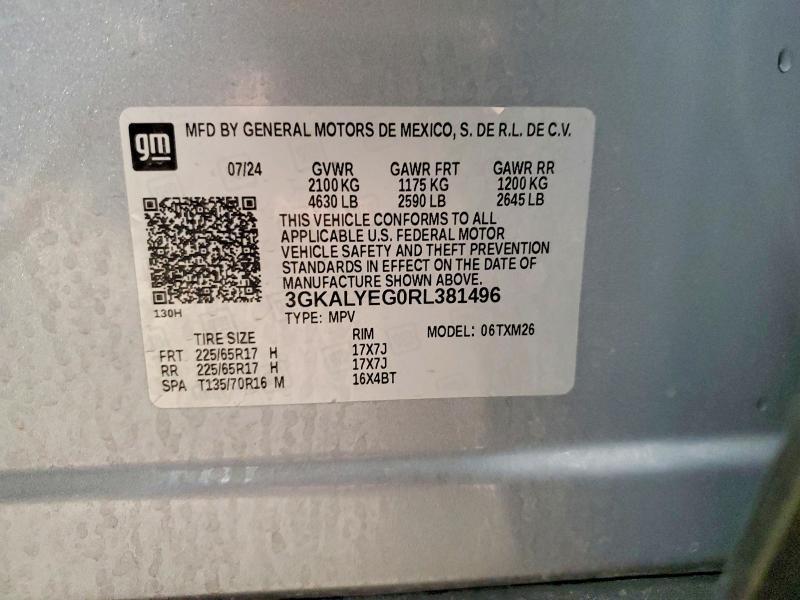 gm
MFD BY GENERAL MOTORS DE MEXICO, S. DE R.L. DE C.V.
07/24 GVWR GAWR FRT GAWR RR
2100 KG 1175 KG 1200 KG
4630 LB 2590 LB 2645 LB
THIS VEHICLE CONFORMS TO ALL
APPLICABLE U.S. FEDERAL MOTOR
VEHICLE SAFETY AND THEFT PREVENTION
STANDARDS IN EFFECT ON THE DATE OF
MANUFACTURE SHOWN ABOVE.
3GKALYEG0RL381496
130H
TYPE: MPV
TIRE SIZE RIM MODEL: 06TXM26
FRT 225/65R17 H 17X7J
RR 225/65R17 H 17X7J
SPA T135/70R16 M 16X4BT